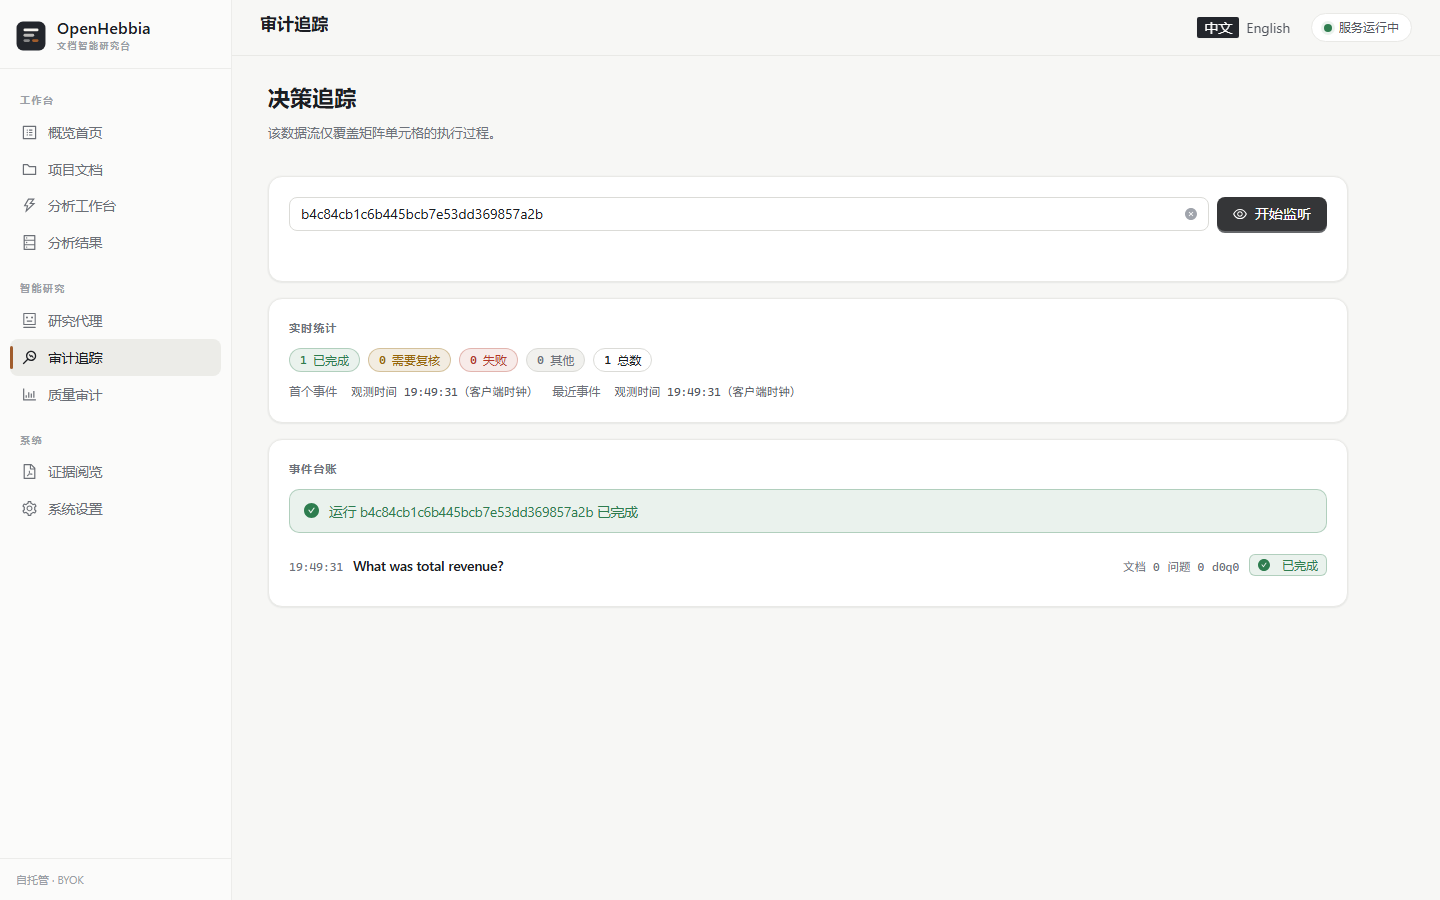 OpenHebbia
文档智能研究台
工作台
概览首页
项目文档
分析工作台
分析结果
智能研究
研究代理
审计追踪
质量审计
系统
证据阅览
系统设置
自托管 · BYOK
审计追踪
中文 English 服务运行中
决策追踪
该数据流仅覆盖矩阵单元格的执行过程。
b4c84cb1c6b445bcb7e53dd369857a2b 开始监听
实时统计
1 已完成 0 需要复核 0 失败 0 其他 1 总数
首个事件 观测时间 19:49:31（客户端时钟） 最近事件 观测时间 19:49:31（客户端时钟）
事件台账
运行 b4c84cb1c6b445bcb7e53dd369857a2b 已完成
19:49:31 What was total revenue? 文档 0 问题 0 d0q0 已完成